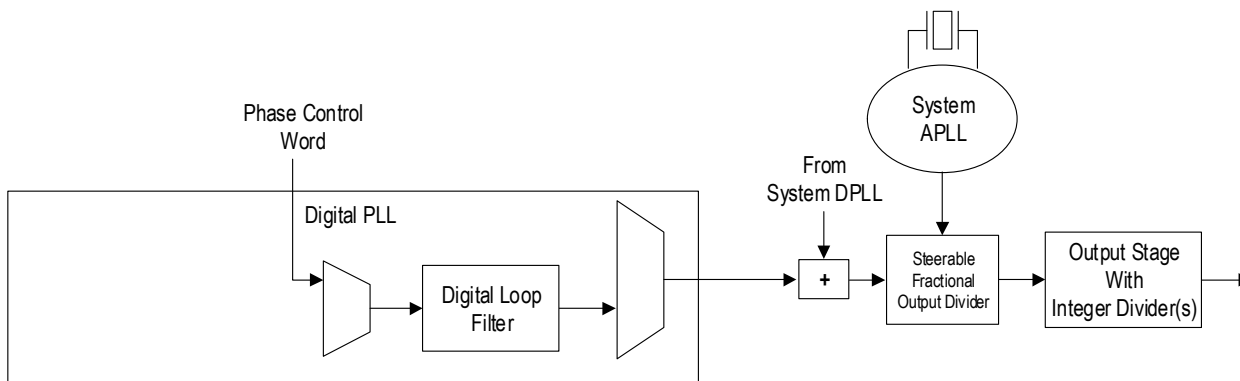 System
APLL
Phase Control
Word
From
System DPLL
Digital PLL
Digital Loop
Filter
+
Steerable
Fractional
Output Divider
Output Stage
With
Integer Divider(s)